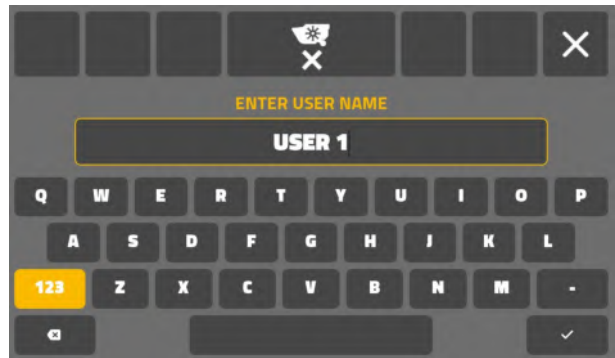 ENTER USER NAME
USER 1
Q W E R T Y U I O P
A S D F G H J K L
123 Z X C V B N M -